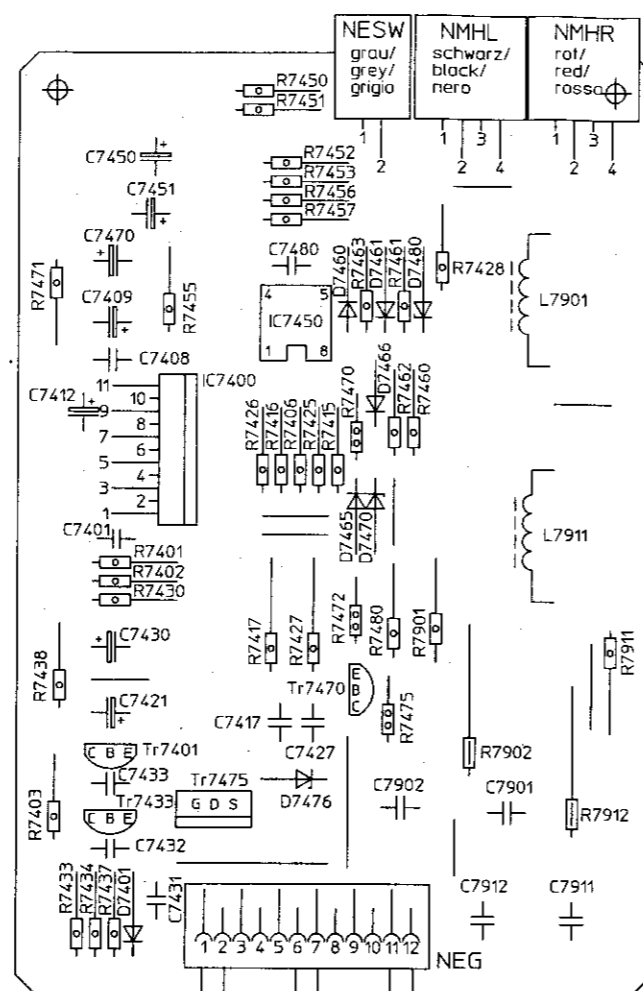 NESW
grau/
grey/
grigio
NMHL
schwarz/
black/
nero
NMHR
rot/
red/
rosso
1 2
1 2 3 4
1 2 3 4
R7450
R7451
C7450 +
C7451 +
R7452
R7453
R7456
R7457
C7470 +
C7480
D7460
R7463
D7461
R7461
D7480
R7428
R7471
C7409 +
R7455
4 5
IC7450
1 8
L7901
C7408
IC7400
C7412 +
11
10
9
8
7
6
5
4
3
2
1
R7426
R7416
R7406
R7425
R7415
R7470
D7466
R7462
R7460
C7401
R7401
R7402
R7430
D7465
D7470
L7911
R7438
C7430 +
R7417
R7427
R7472
R7480
R7901
R7911
C7421 +
Tr7470
E
B
C
R7475
C B E
Tr7401
C7417
C7427
R7902
C7433
Tr7433
C B E
Tr7475
G D S
D7476
C7902
C7901
R7912
R7403
C7432
R7433
R7434
R7437
D7401
C7431
C7912
C7911
1 2 3 4 5 6 7 8 9 10 11 12
NEG